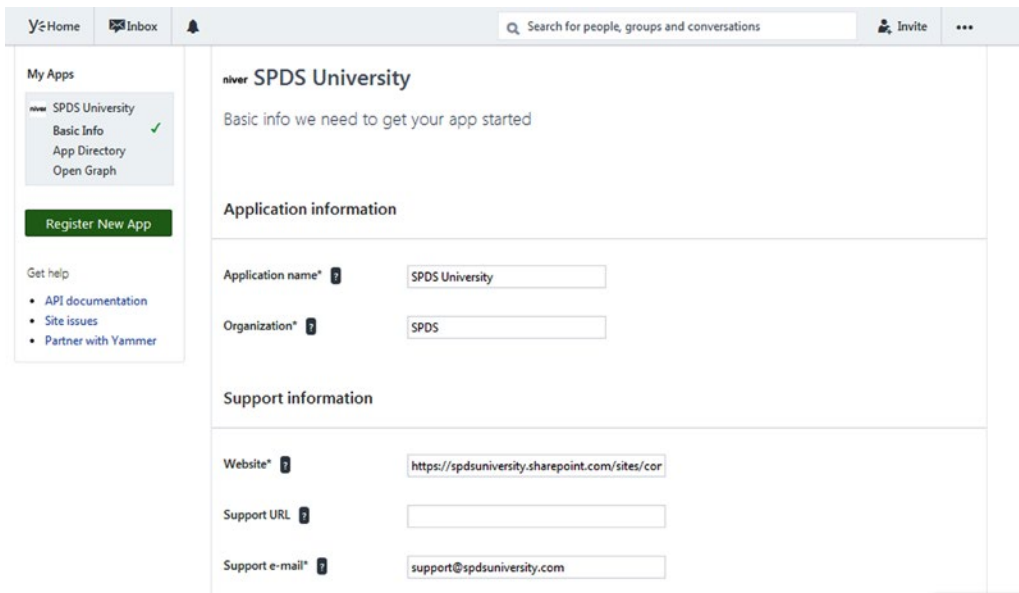 Home Inbox Search for people, groups and conversations Invite
My Apps
niver SPDS University
Basic Info
App Directory
Open Graph
Register New App
Get help
API documentation
Site issues
Partner with Yammer
niver SPDS University
Basic info we need to get your app started
Application information
Application name* ? SPDS University
Organization* ? SPDS
Support information
Website* ? https://spdsuniversity.sharepoint.com/sites/cor
Support URL ?
Support e-mail* ? support@spdsuniversity.com